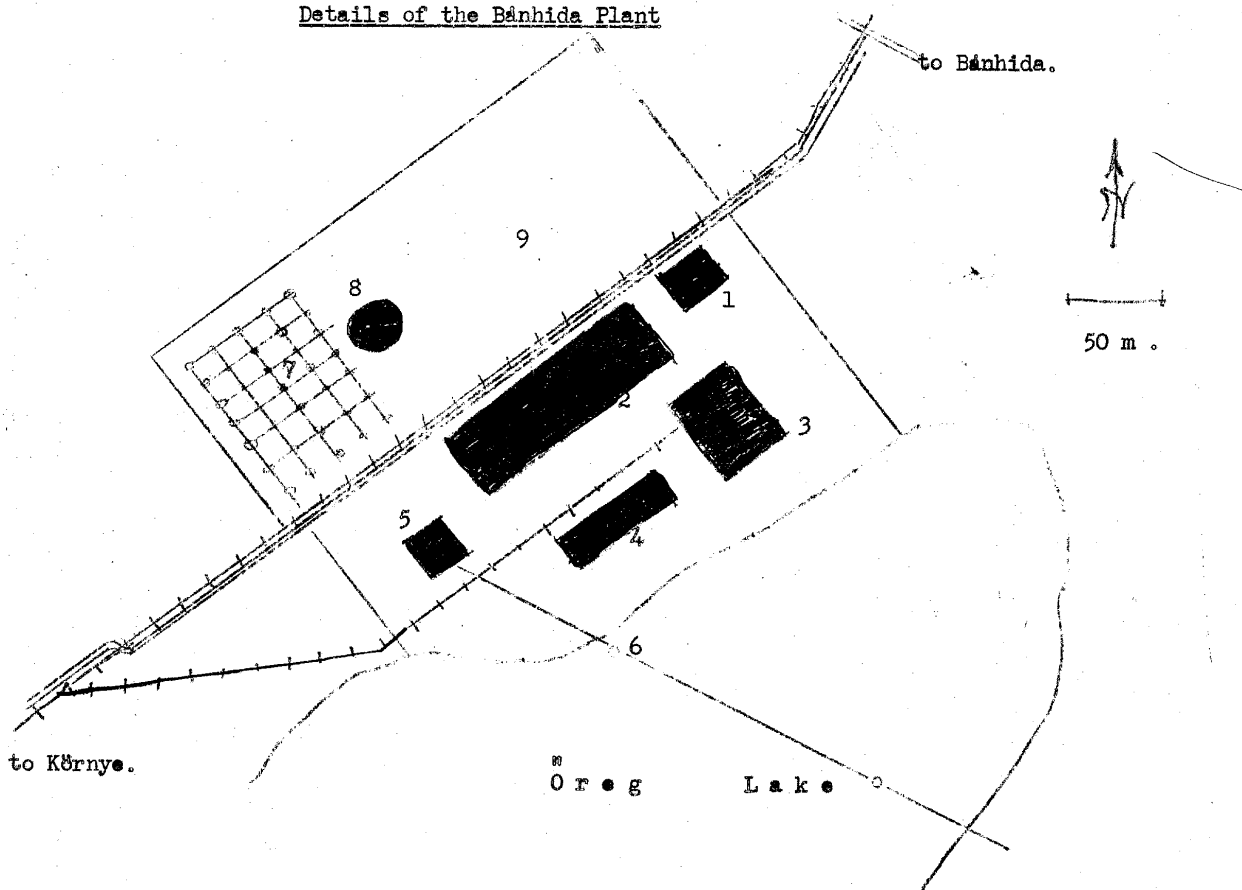 Details of the Bánhida Plant
to Bánhida.
N
50 m .
9
8
1
7
2
3
5
4
6
to Környe.
Öreg Lake